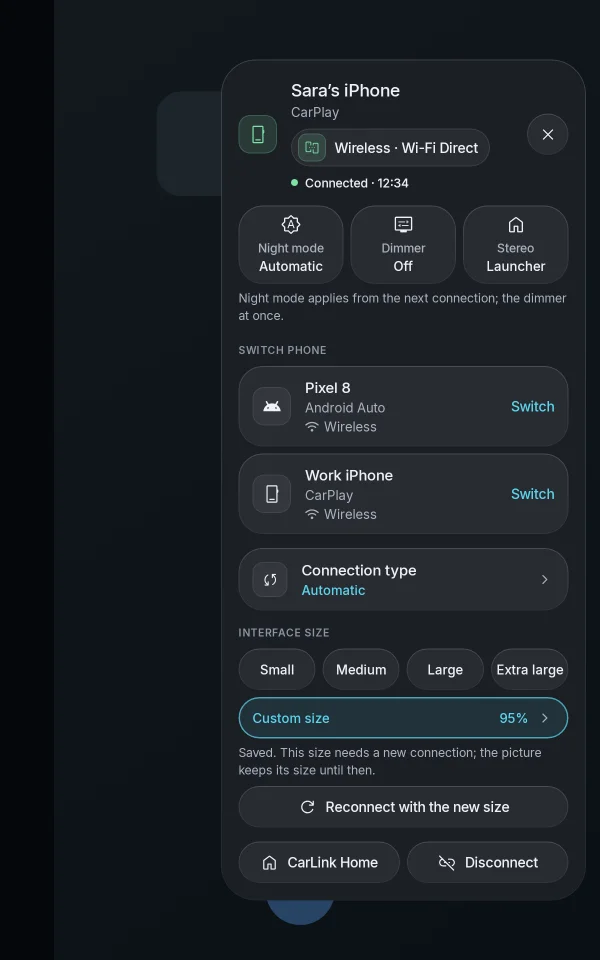 Sara’s iPhone
CarPlay
Wireless · Wi-Fi Direct
Connected · 12:34
Night mode
Automatic
Dimmer
Off
Stereo
Launcher
Night mode applies from the next connection; the dimmer
at once.
SWITCH PHONE
Pixel 8
Android Auto
Wireless
Switch
Work iPhone
CarPlay
Wireless
Switch
Connection type
Automatic
INTERFACE SIZE
Small
Medium
Large
Extra large
Custom size
95%
Saved. This size needs a new connection; the picture
keeps its size until then.
Reconnect with the new size
CarLink Home
Disconnect